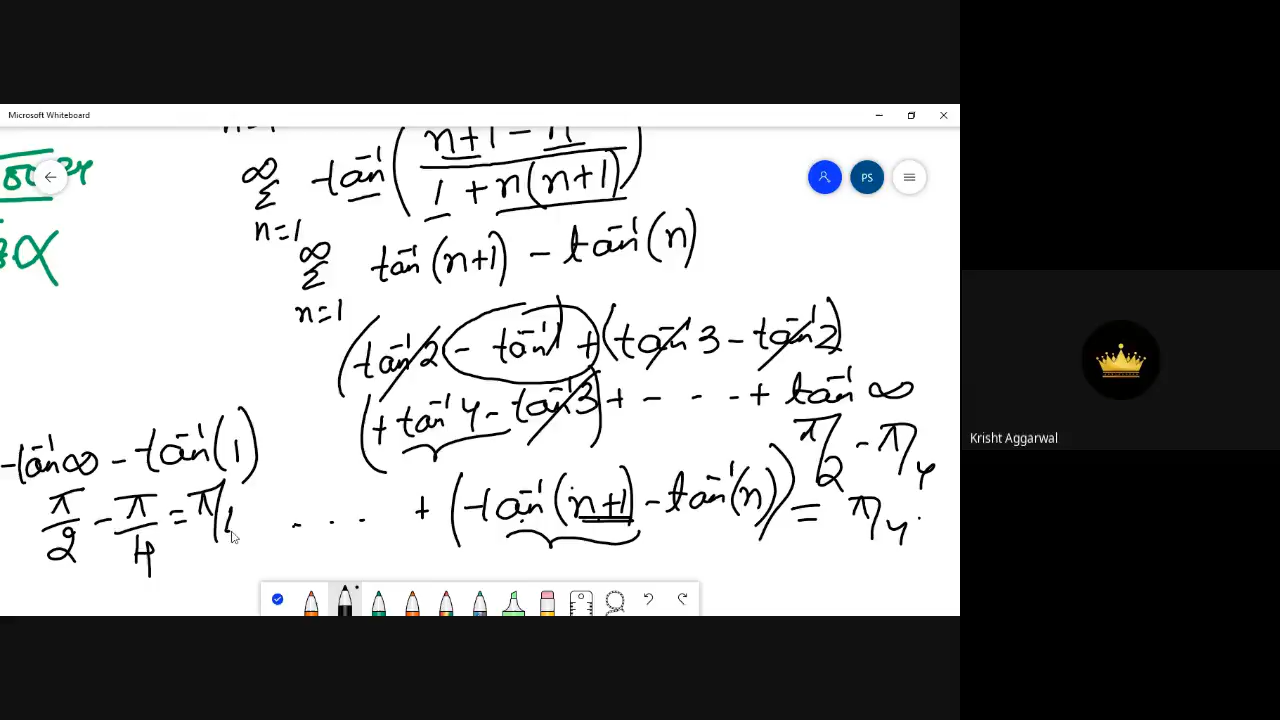 Microsoft Whiteboard
∞ Σ n=1 tan⁻¹( (n+1 - n) / (1 + n(n+1)) )
∞ Σ n=1 tan⁻¹(n+1) - tan⁻¹(n)
(tan⁻¹2 - tan⁻¹1) + (tan⁻¹3 - tan⁻¹2)
(+ tan⁻¹4 - tan⁻¹3) + - . . . + tan⁻¹ ∞
π/2 - π/4
+ (tan⁻¹(n+1) - tan⁻¹(n)) = π/4
tan⁻¹∞ - tan⁻¹(1)
π/2 - π/4 = π/
α
PS
Krisht Aggarwal